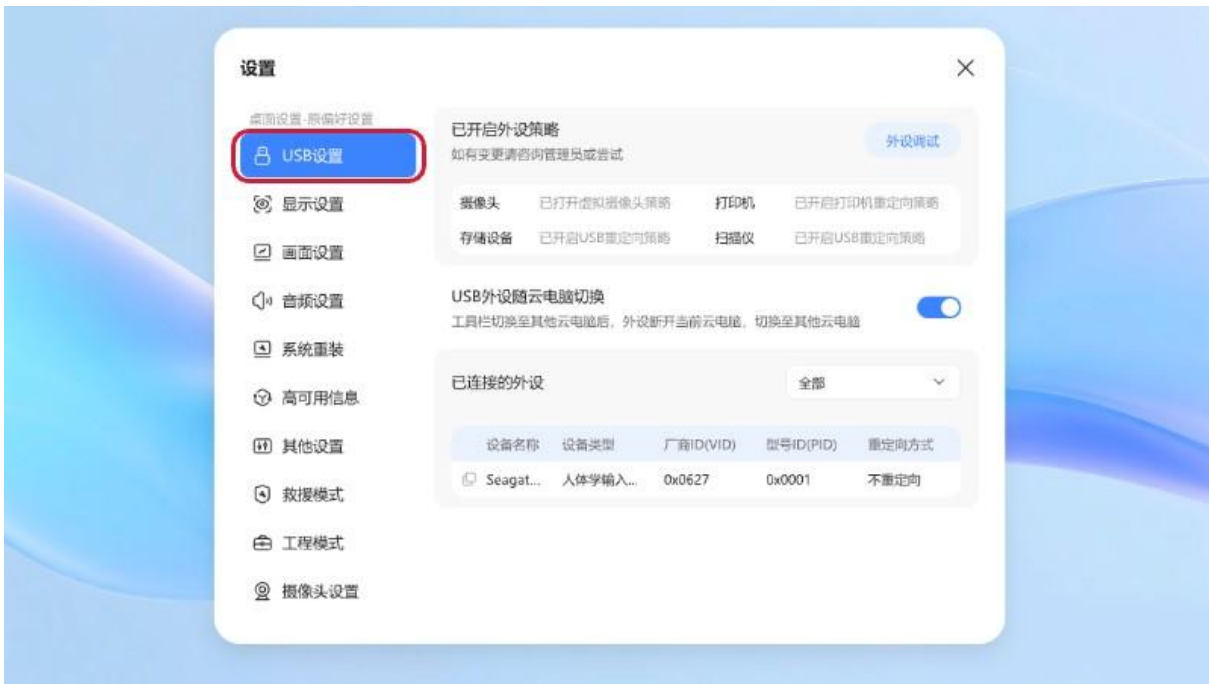 设置
桌面设置-原偏好设置
USB设置
显示设置
画面设置
音频设置
系统重装
高可用信息
其他设置
救援模式
工程模式
摄像头设置
已开启外设策略
如有变更请咨询管理员或尝试
外设调试
摄像头 已打开虚拟摄像头策略 打印机 已开启打印机重定向策略
存储设备 已开启USB重定向策略 扫描仪 已开启USB重定向策略
USB外设随云电脑切换
工具栏切换至其他云电脑后，外设断开当前云电脑，切换至其他云电脑
已连接的外设 全部
设备名称 设备类型 厂商ID(VID) 型号ID(PID) 重定向方式
Seagat... 人体学输入... 0x0627 0x0001 不重定向